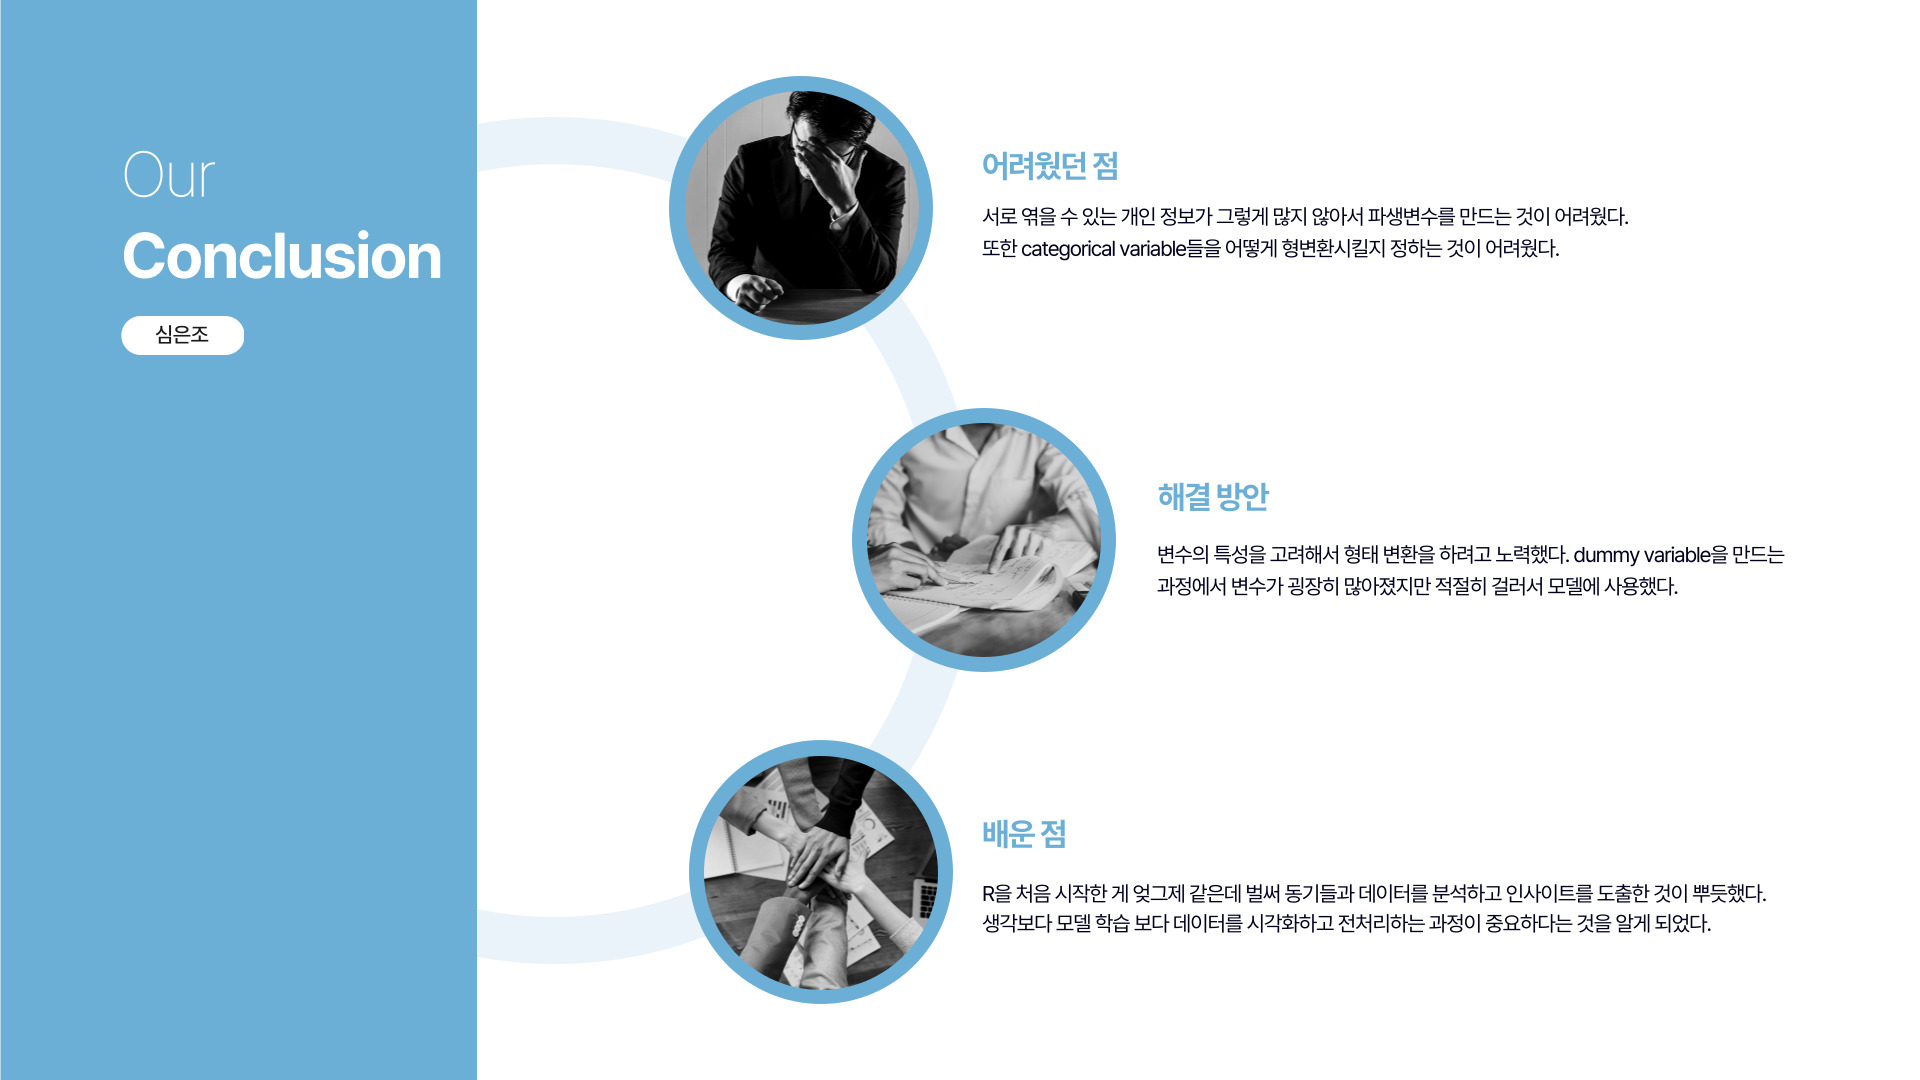 Our
Conclusion
심은조
어려웠던 점
서로 엮을 수 있는 개인 정보가 그렇게 많지 않아서 파생변수를 만드는 것이 어려웠다.
또한 categorical variable들을 어떻게 형변환시킬지 정하는 것이 어려웠다.
해결 방안
변수의 특성을 고려해서 형태 변환을 하려고 노력했다. dummy variable을 만드는
과정에서 변수가 굉장히 많아졌지만 적절히 걸러서 모델에 사용했다.
배운 점
R을 처음 시작한 게 엊그제 같은데 벌써 동기들과 데이터를 분석하고 인사이트를 도출한 것이 뿌듯했다.
생각보다 모델 학습 보다 데이터를 시각화하고 전처리하는 과정이 중요하다는 것을 알게 되었다.